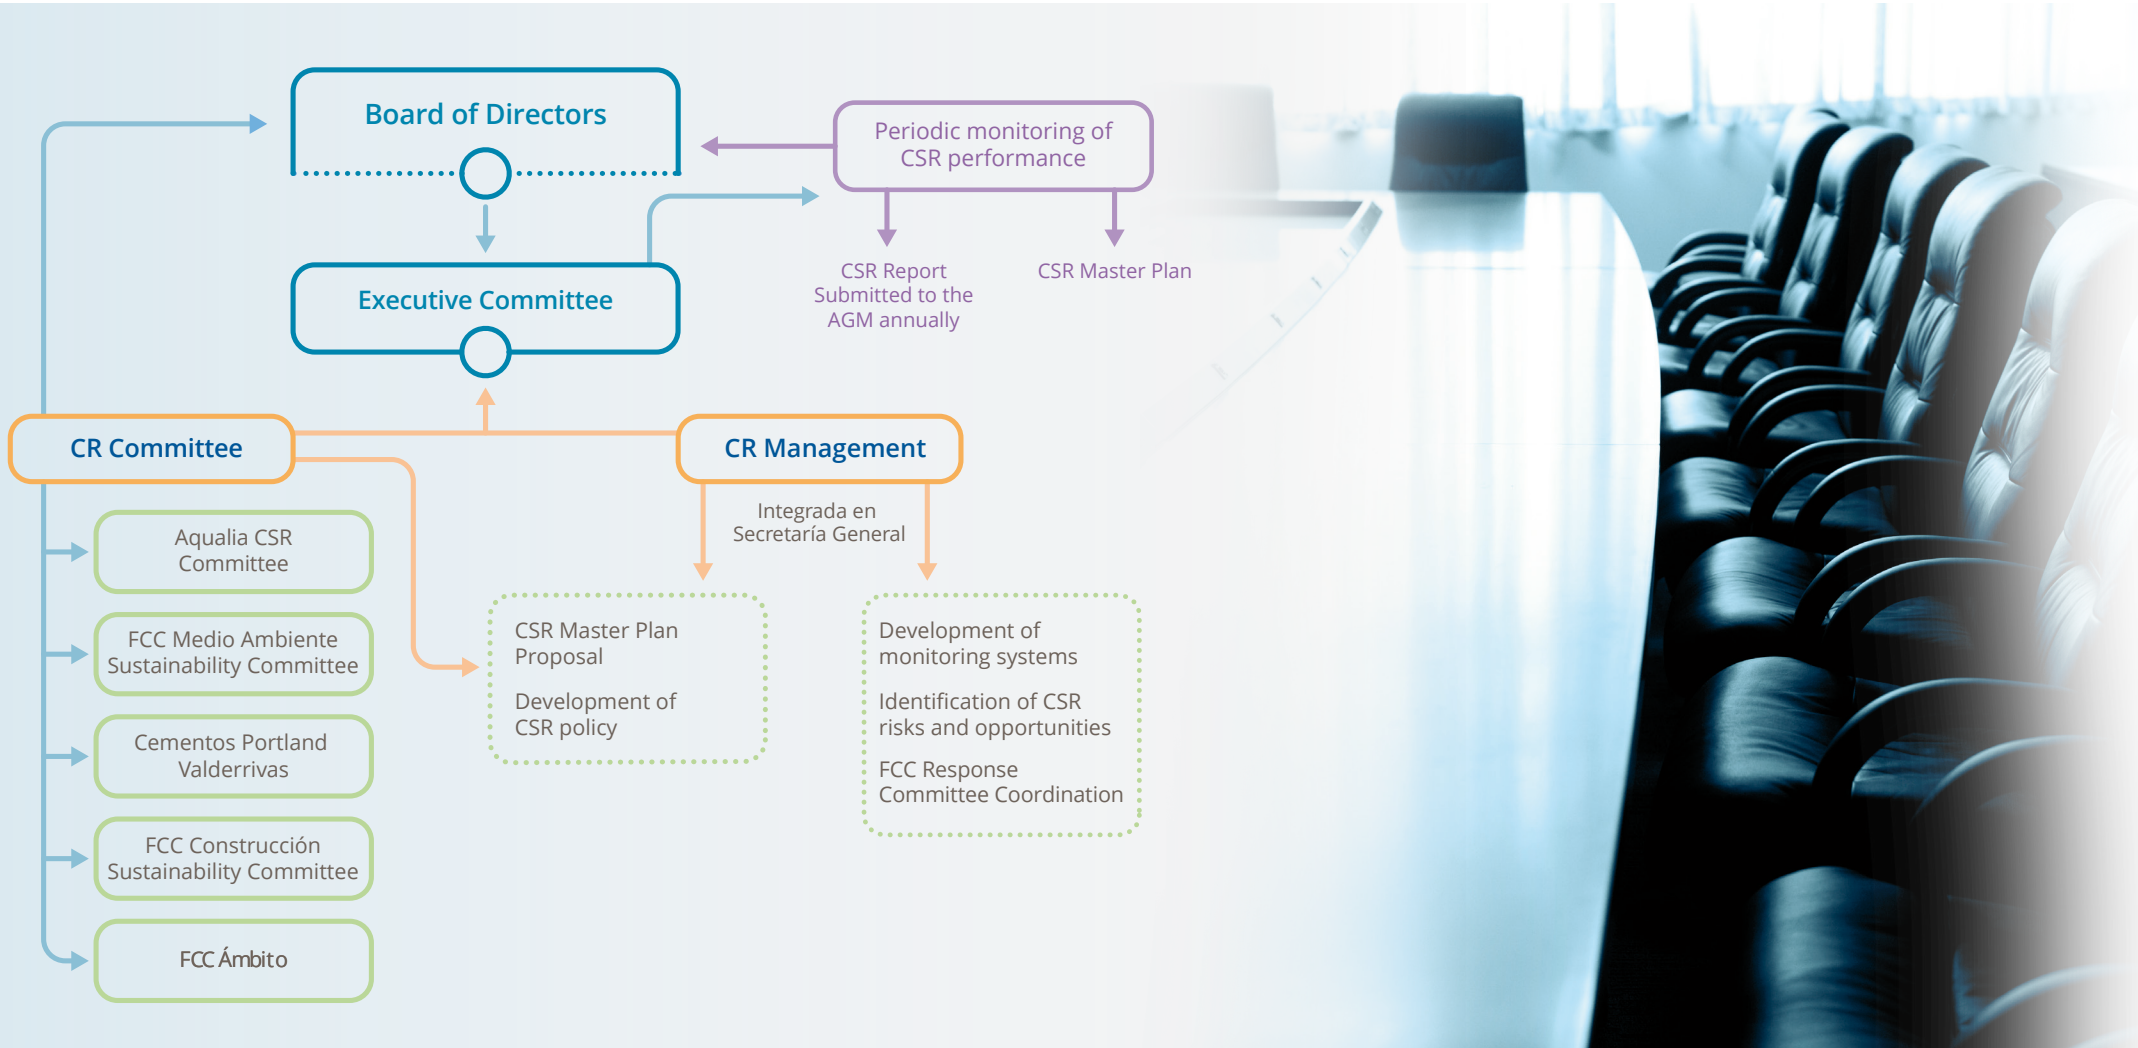 Board of Directors
Periodic monitoring of
CSR performance
Executive Committee
CSR Report
Submitted to the
AGM annually
CSR Master Plan
CR Committee
CR Management
Integrada en
Secretaría General
Aqualia CSR
Committee
FCC Medio Ambiente
Sustainability Committee
Cementos Portland
Valderrivas
FCC Construcción
Sustainability Committee
FCC Ámbito
CSR Master Plan
Proposal
Development of
CSR policy
Development of
monitoring systems
Identification of CSR
risks and opportunities
FCC Response
Committee Coordination